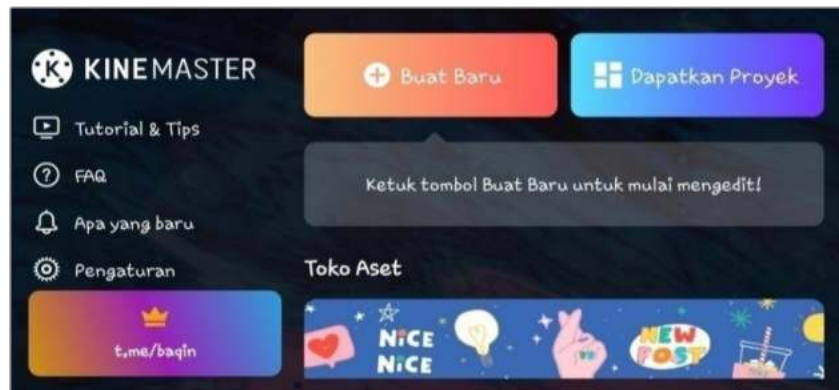 KINEMASTER
Tutorial & Tips
FAQ
Apa yang baru
Pengaturan
t.me/baqin
Buat Baru
Dapatkan Proyek
Ketuk tombol Buat Baru untuk mulai mengedit!
Toko Aset
NICE
NICE
NEW
POST